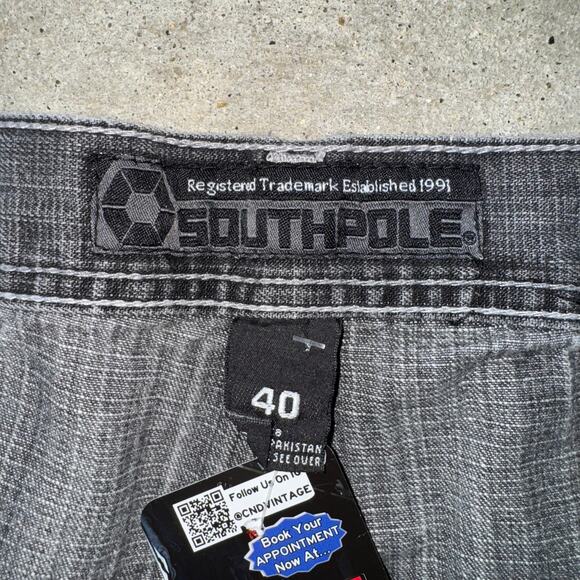 Registered Trademark Established 1991
SOUTHPOLE®
40
PAKISTAN
SEE OVER
Follow Us On
@CNDVINTAGE
Book Your
APPOINTMENT
Now At...